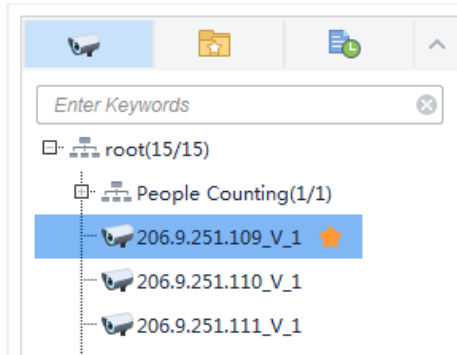 Enter Keywords
root(15/15)
People Counting(1/1)
206.9.251.109_V_1
206.9.251.110_V_1
206.9.251.111_V_1